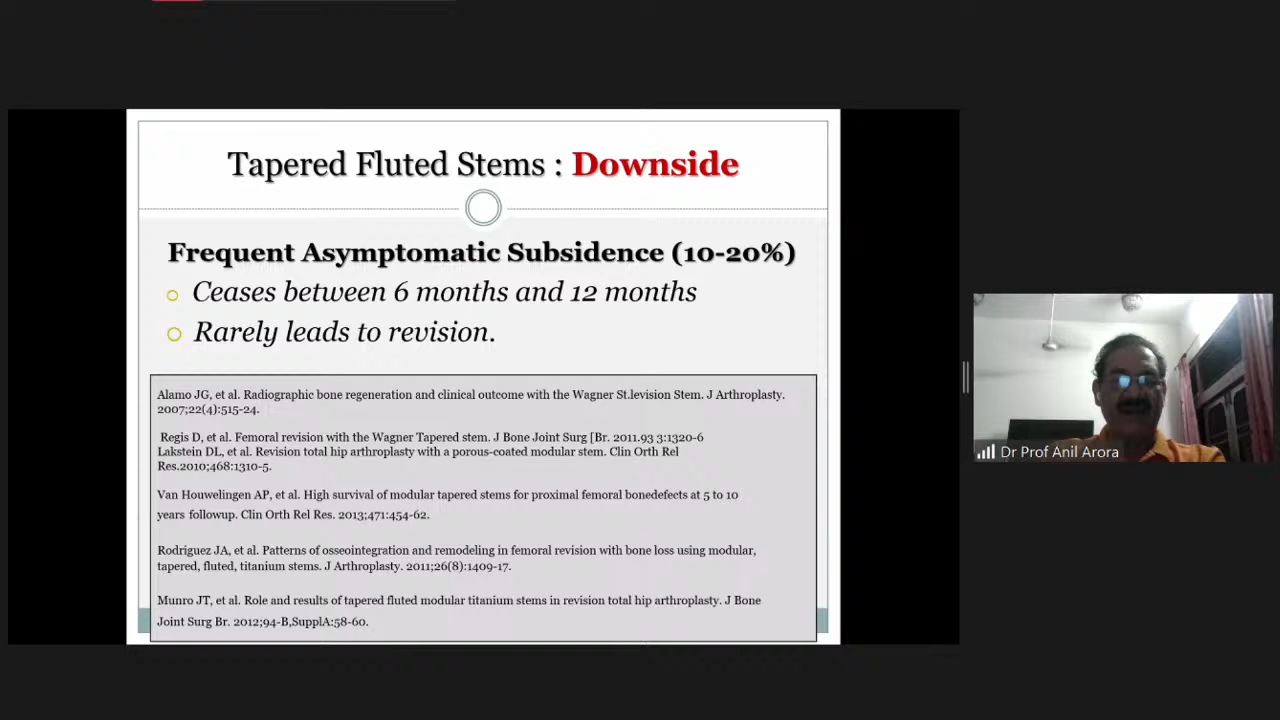 Tapered Fluted Stems : Downside
Frequent Asymptomatic Subsidence (10-20%)
Ceases between 6 months and 12 months
Rarely leads to revision.
Alamo JG, et al. Radiographic bone regeneration and clinical outcome with the Wagner St.levision Stem. J Arthroplasty.
2007;22(4):515-24.
Regis D, et al. Femoral revision with the Wagner Tapered stem. J Bone Joint Surg [Br. 2011.93 3:1320-6
Lakstein DL, et al. Revision total hip arthroplasty with a porous-coated modular stem. Clin Orth Rel
Res.2010;468:1310-5.
Van Houwelingen AP, et al. High survival of modular tapered stems for proximal femoral bonedefects at 5 to 10
years followup. Clin Orth Rel Res. 2013;471:454-62.
Rodriguez JA, et al. Patterns of osseointegration and remodeling in femoral revision with bone loss using modular,
tapered, fluted, titanium stems. J Arthroplasty. 2011;26(8):1409-17.
Munro JT, et al. Role and results of tapered fluted modular titanium stems in revision total hip arthroplasty. J Bone
Joint Surg Br. 2012;94-B,SupplA:58-60.
Dr Prof Anil Arora